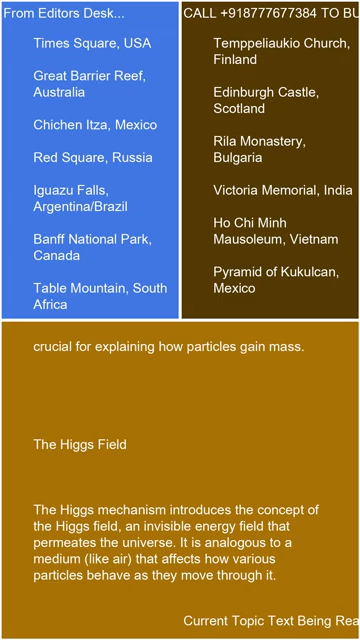 From Editors Desk...
Times Square, USA
Great Barrier Reef,
Australia
Chichen Itza, Mexico
Red Square, Russia
Iguazu Falls,
Argentina/Brazil
Banff National Park,
Canada
Table Mountain, South
Africa
CALL +918777677384 TO BU
Temppeliaukio Church,
Finland
Edinburgh Castle,
Scotland
Rila Monastery,
Bulgaria
Victoria Memorial, India
Ho Chi Minh
Mausoleum, Vietnam
Pyramid of Kukulcan,
Mexico
crucial for explaining how particles gain mass.
The Higgs Field
The Higgs mechanism introduces the concept of
the Higgs field, an invisible energy field that
permeates the universe. It is analogous to a
medium (like air) that affects how various
particles behave as they move through it.
Current Topic Text Being Rea